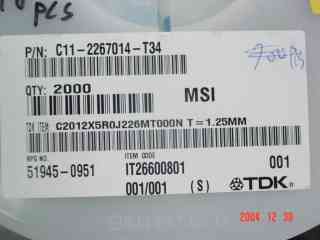 PCS
P/N: C11-2267014-T34
QTY: 2000
MSI
TDK ITEM C2012X5R0J226MT000N T=1.25MM
RPG NO.
ITEM CODE
51945-0951
IT26600801
001
001/001
(S)
TDK
2004 12 30